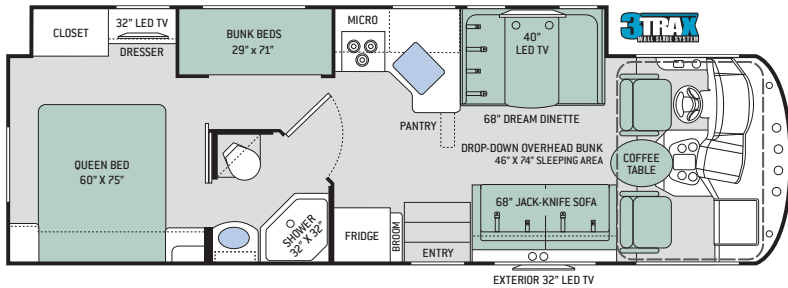 CLOSET
32" LED TV
DRESSER
BUNK BEDS
29" x 71"
MICRO
40"
LED TV
3TRAX
WALL SLIDE SYSTEM
68" DREAM DINETTE
PANTRY
DROP-DOWN OVERHEAD BUNK
46" X 74" SLEEPING AREA
COFFEE
TABLE
QUEEN BED
60" X 75"
SHOWER
32" X 32"
FRIDGE
BROOM
ENTRY
68" JACK-KNIFE SOFA
EXTERIOR 32" LED TV